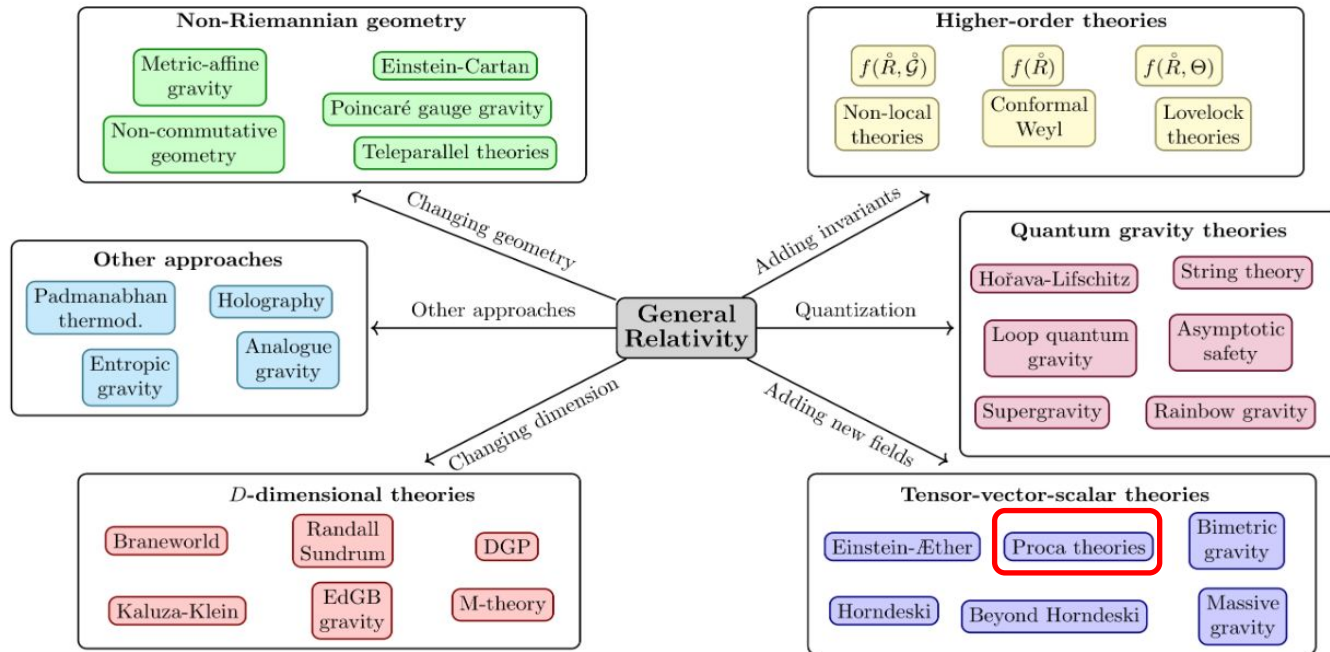 Non-Riemannian geometry
Metric-affine
gravity
Einstein-Cartan
Poincaré gauge gravity
Non-commutative
geometry
Teleparallel theories
Higher-order theories
f(R̊, 𝒢̊)
f(R̊)
f(R̊, Θ)
Non-local
theories
Conformal
Weyl
Lovelock
theories
Changing geometry
Adding invariants
Other approaches
Padmanabhan
thermod.
Holography
Entropic
gravity
Analogue
gravity
Other approaches
General
Relativity
Quantization
Quantum gravity theories
Hořava-Lifschitz
String theory
Loop quantum
gravity
Asymptotic
safety
Supergravity
Rainbow gravity
Changing dimension
Adding new fields
D-dimensional theories
Braneworld
Randall
Sundrum
DGP
Kaluza-Klein
EdGB
gravity
M-theory
Tensor-vector-scalar theories
Einstein-Æther
Proca theories
Bimetric
gravity
Horndeski
Beyond Horndeski
Massive
gravity